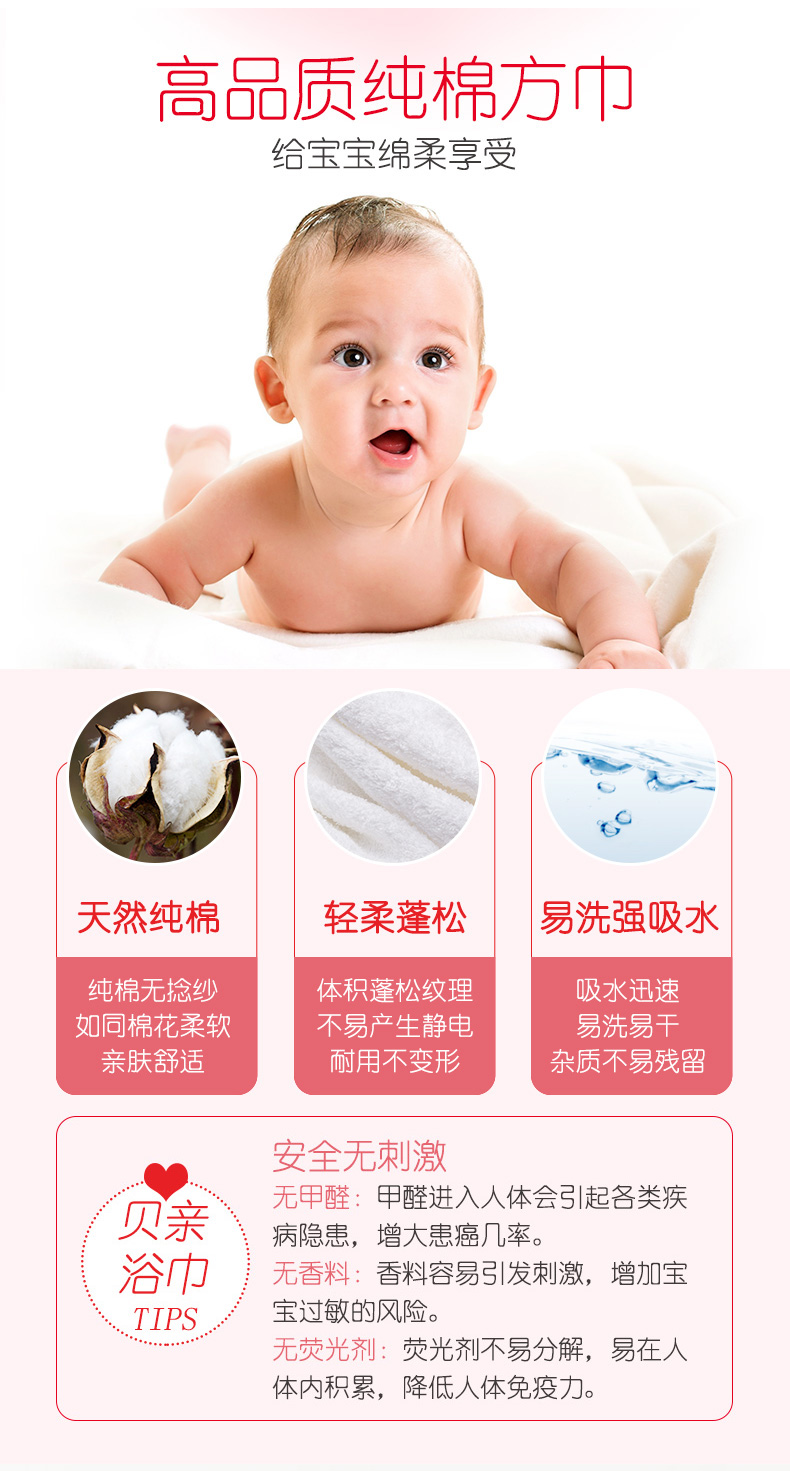 高品质纯棉方巾
给宝宝绵柔享受
天然纯棉
纯棉无捻纱
如同棉花柔软
亲肤舒适
轻柔蓬松
体积蓬松纹理
不易产生静电
耐用不变形
易洗强吸水
吸水迅速
易洗易干
杂质不易残留
贝亲
浴巾
TIPS
安全无刺激
无甲醛：甲醛进入人体会引起各类疾
病隐患，增大患癌几率。
无香料：香料容易引发刺激，增加宝
宝过敏的风险。
无荧光剂：荧光剂不易分解，易在人
体内积累，降低人体免疫力。